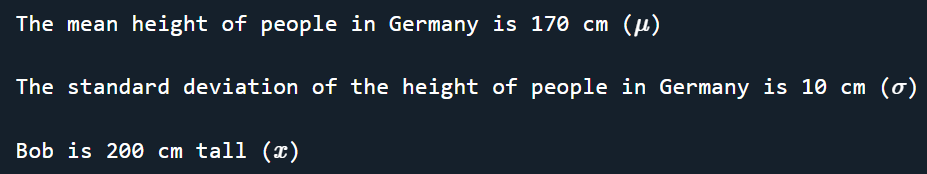 The mean height of people in Germany is 170 cm (μ)
The standard deviation of the height of people in Germany is 10 cm (σ)
Bob is 200 cm tall (x)